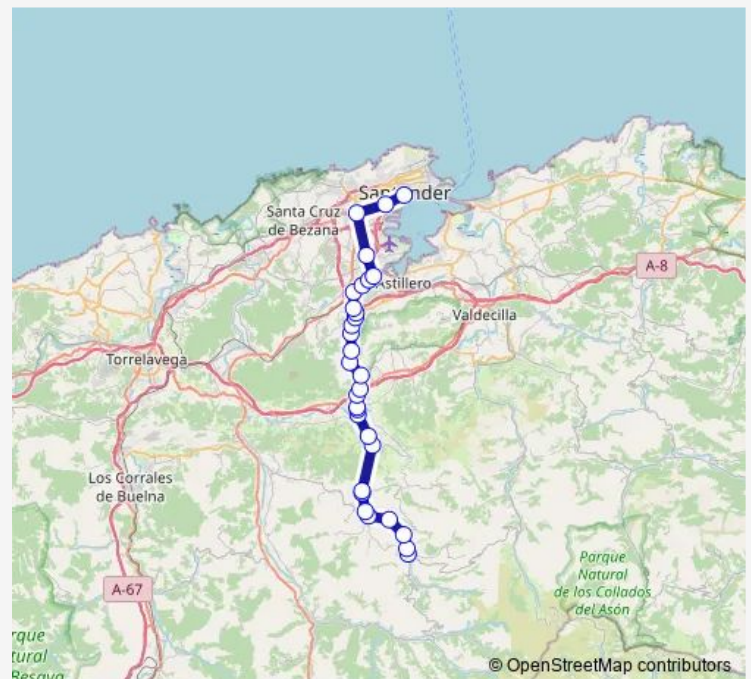 Santander
Santa Cruz
de Bezana
Astillero
A-8
Valdecilla
Torrelavega
Los Corrales
de Buelna
Parque
Natural
de los Collados
del Asón
A-67
rque
tural
Besaya
© OpenStreetMap contributors